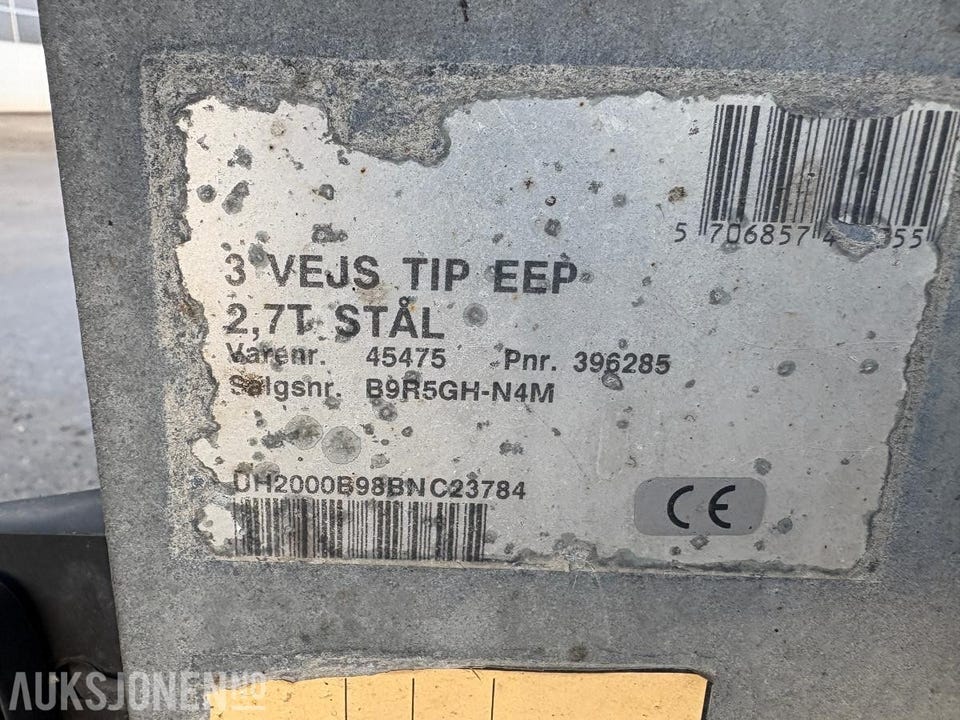 5 706857 4 55
3 VEJS TIP EEP
2,7T STÅL
Varenr. 45475 Pnr. 396285
Salgsnr. B9R5GH-N4M
UH2000B98BNC23784
CE
AUKSJONEN.NO